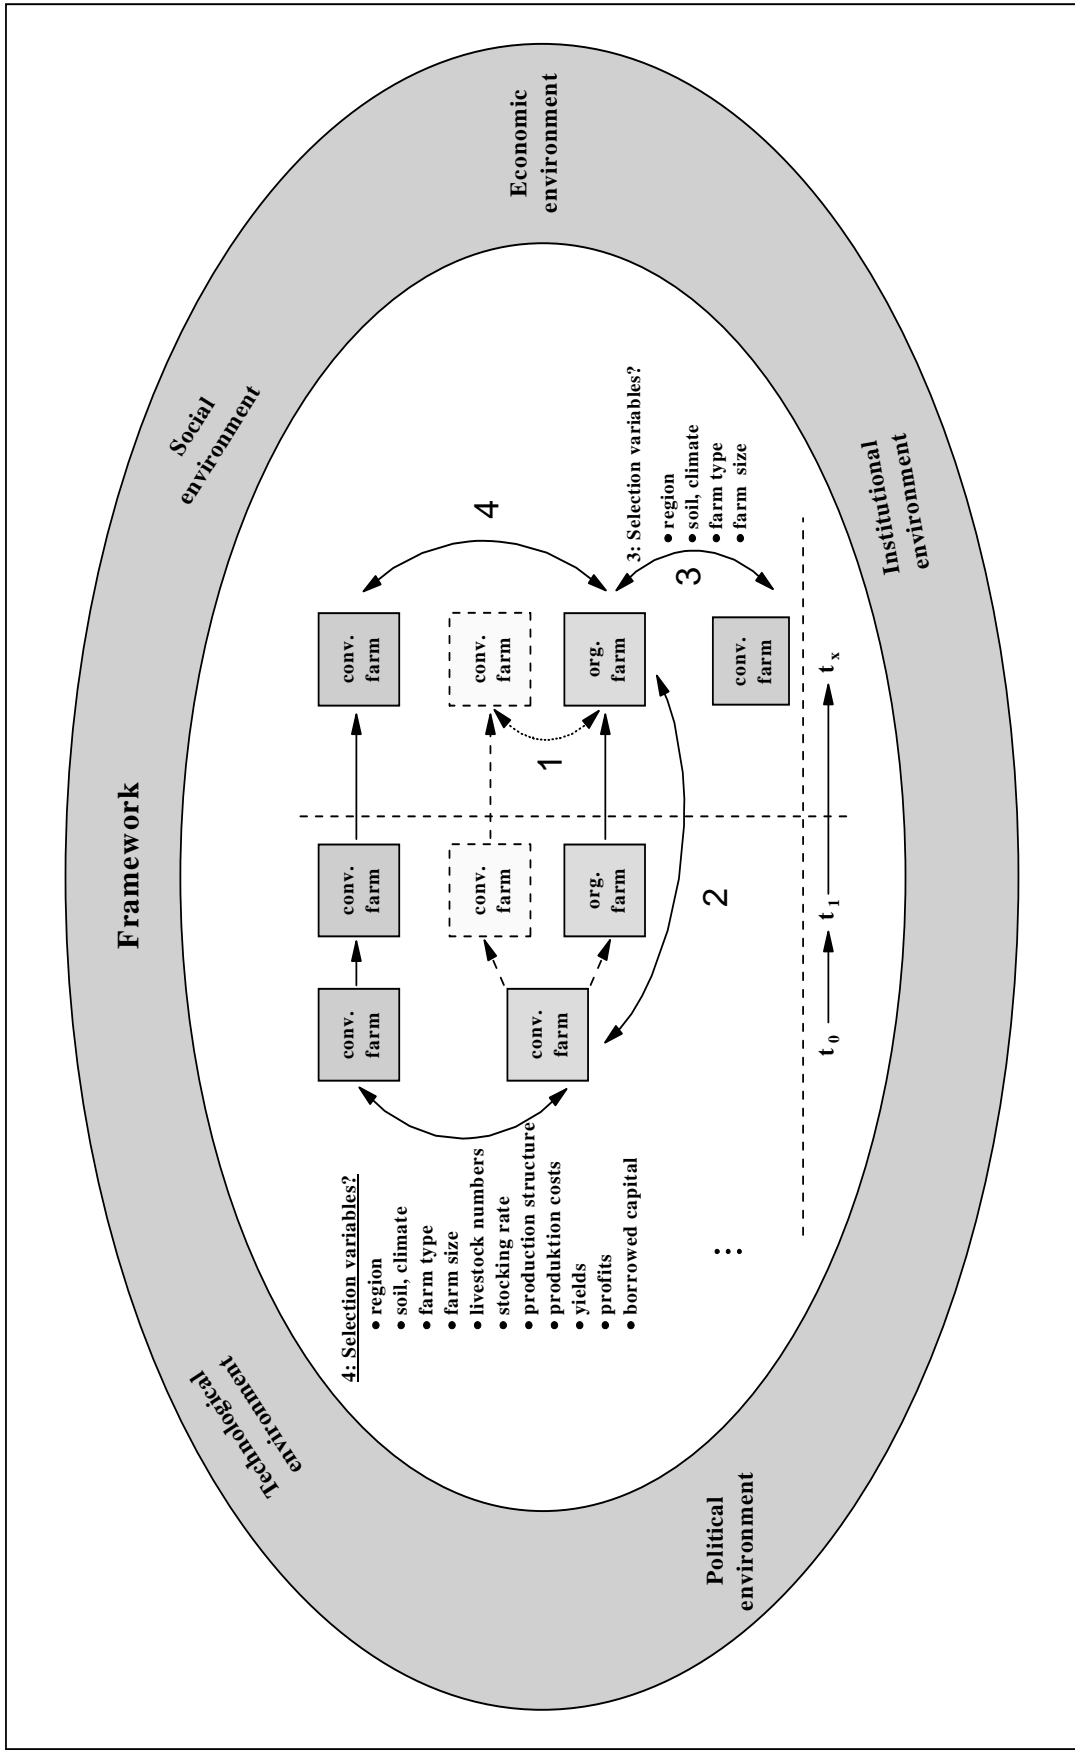 Framework
Technological
environment
Social
environment
Economic
environment
Political
environment
Institutional
environment
4: Selection variables?
• region
• soil, climate
• farm type
• farm size
• livestock numbers
• stocking rate
• production structure
• produktion costs
• yields
• profits
• borrowed capital
conv.
farm
conv.
farm
conv.
farm
4
conv.
farm
conv.
farm
conv.
farm
1
org.
farm
org.
farm
2
3
3: Selection variables?
• region
• soil, climate
• farm type
• farm size
conv.
farm
...
t0
t1
tx